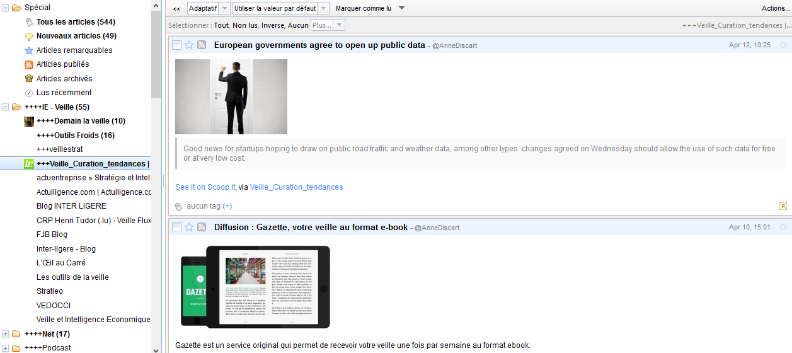 Spécial
Tous les articles (544)
Nouveaux articles (49)
Articles remarquables
Articles publiés
Articles archivés
Lus récemment
++++IE - Veille (55)
++++Demain la veille (10)
++++Outils Froids (16)
+++veillestrat
+++Veille_Curation_tendances |
actuentreprise » Stratégie et Intel
Actulligence.com | Actulligence.co
Blog INTER LIGERE
CRP Henri Tudor (.lu) - Veille Flux
FJB Blog
Inter-ligere - Blog
L'Œil au Carré
Les outils de la veille
Stratieo
VEDOCCI
Veille et Intelligence Economique
++++Net (17)
++++Podcast
<< Adaptatif Utiliser la valeur par défaut Marquer comme lu Actions...
Sélectionner : Tout, Non lus, Inverse, Aucun Plus... +++Veille_Curation_tendances |...
European governments agree to open up public data - @AnneDiscart Apr 12, 19:25
Good news for startups hoping to draw on public road traffic and weather data, among other types: changes agreed on Wednesday should allow the use of such data for free
or at very low cost.
See it on Scoop.it, via Veille_Curation_tendances
aucun tag (+)
Diffusion : Gazette, votre veille au format e-book - @AnneDiscart Apr 10, 15:01
GAZET
Gazette est un service original qui permet de recevoir votre veille une fois par semaine au format ebook.